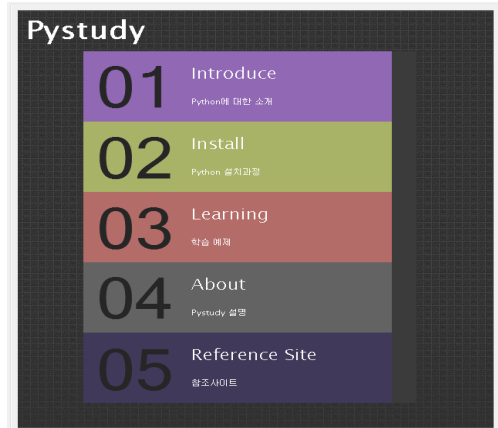 Pystudy
01
Introduce
Python에 대한 소개
02
Install
Python 설치과정
03
Learning
학습 예제
04
About
Pystudy 설명
05
Reference Site
참조사이트